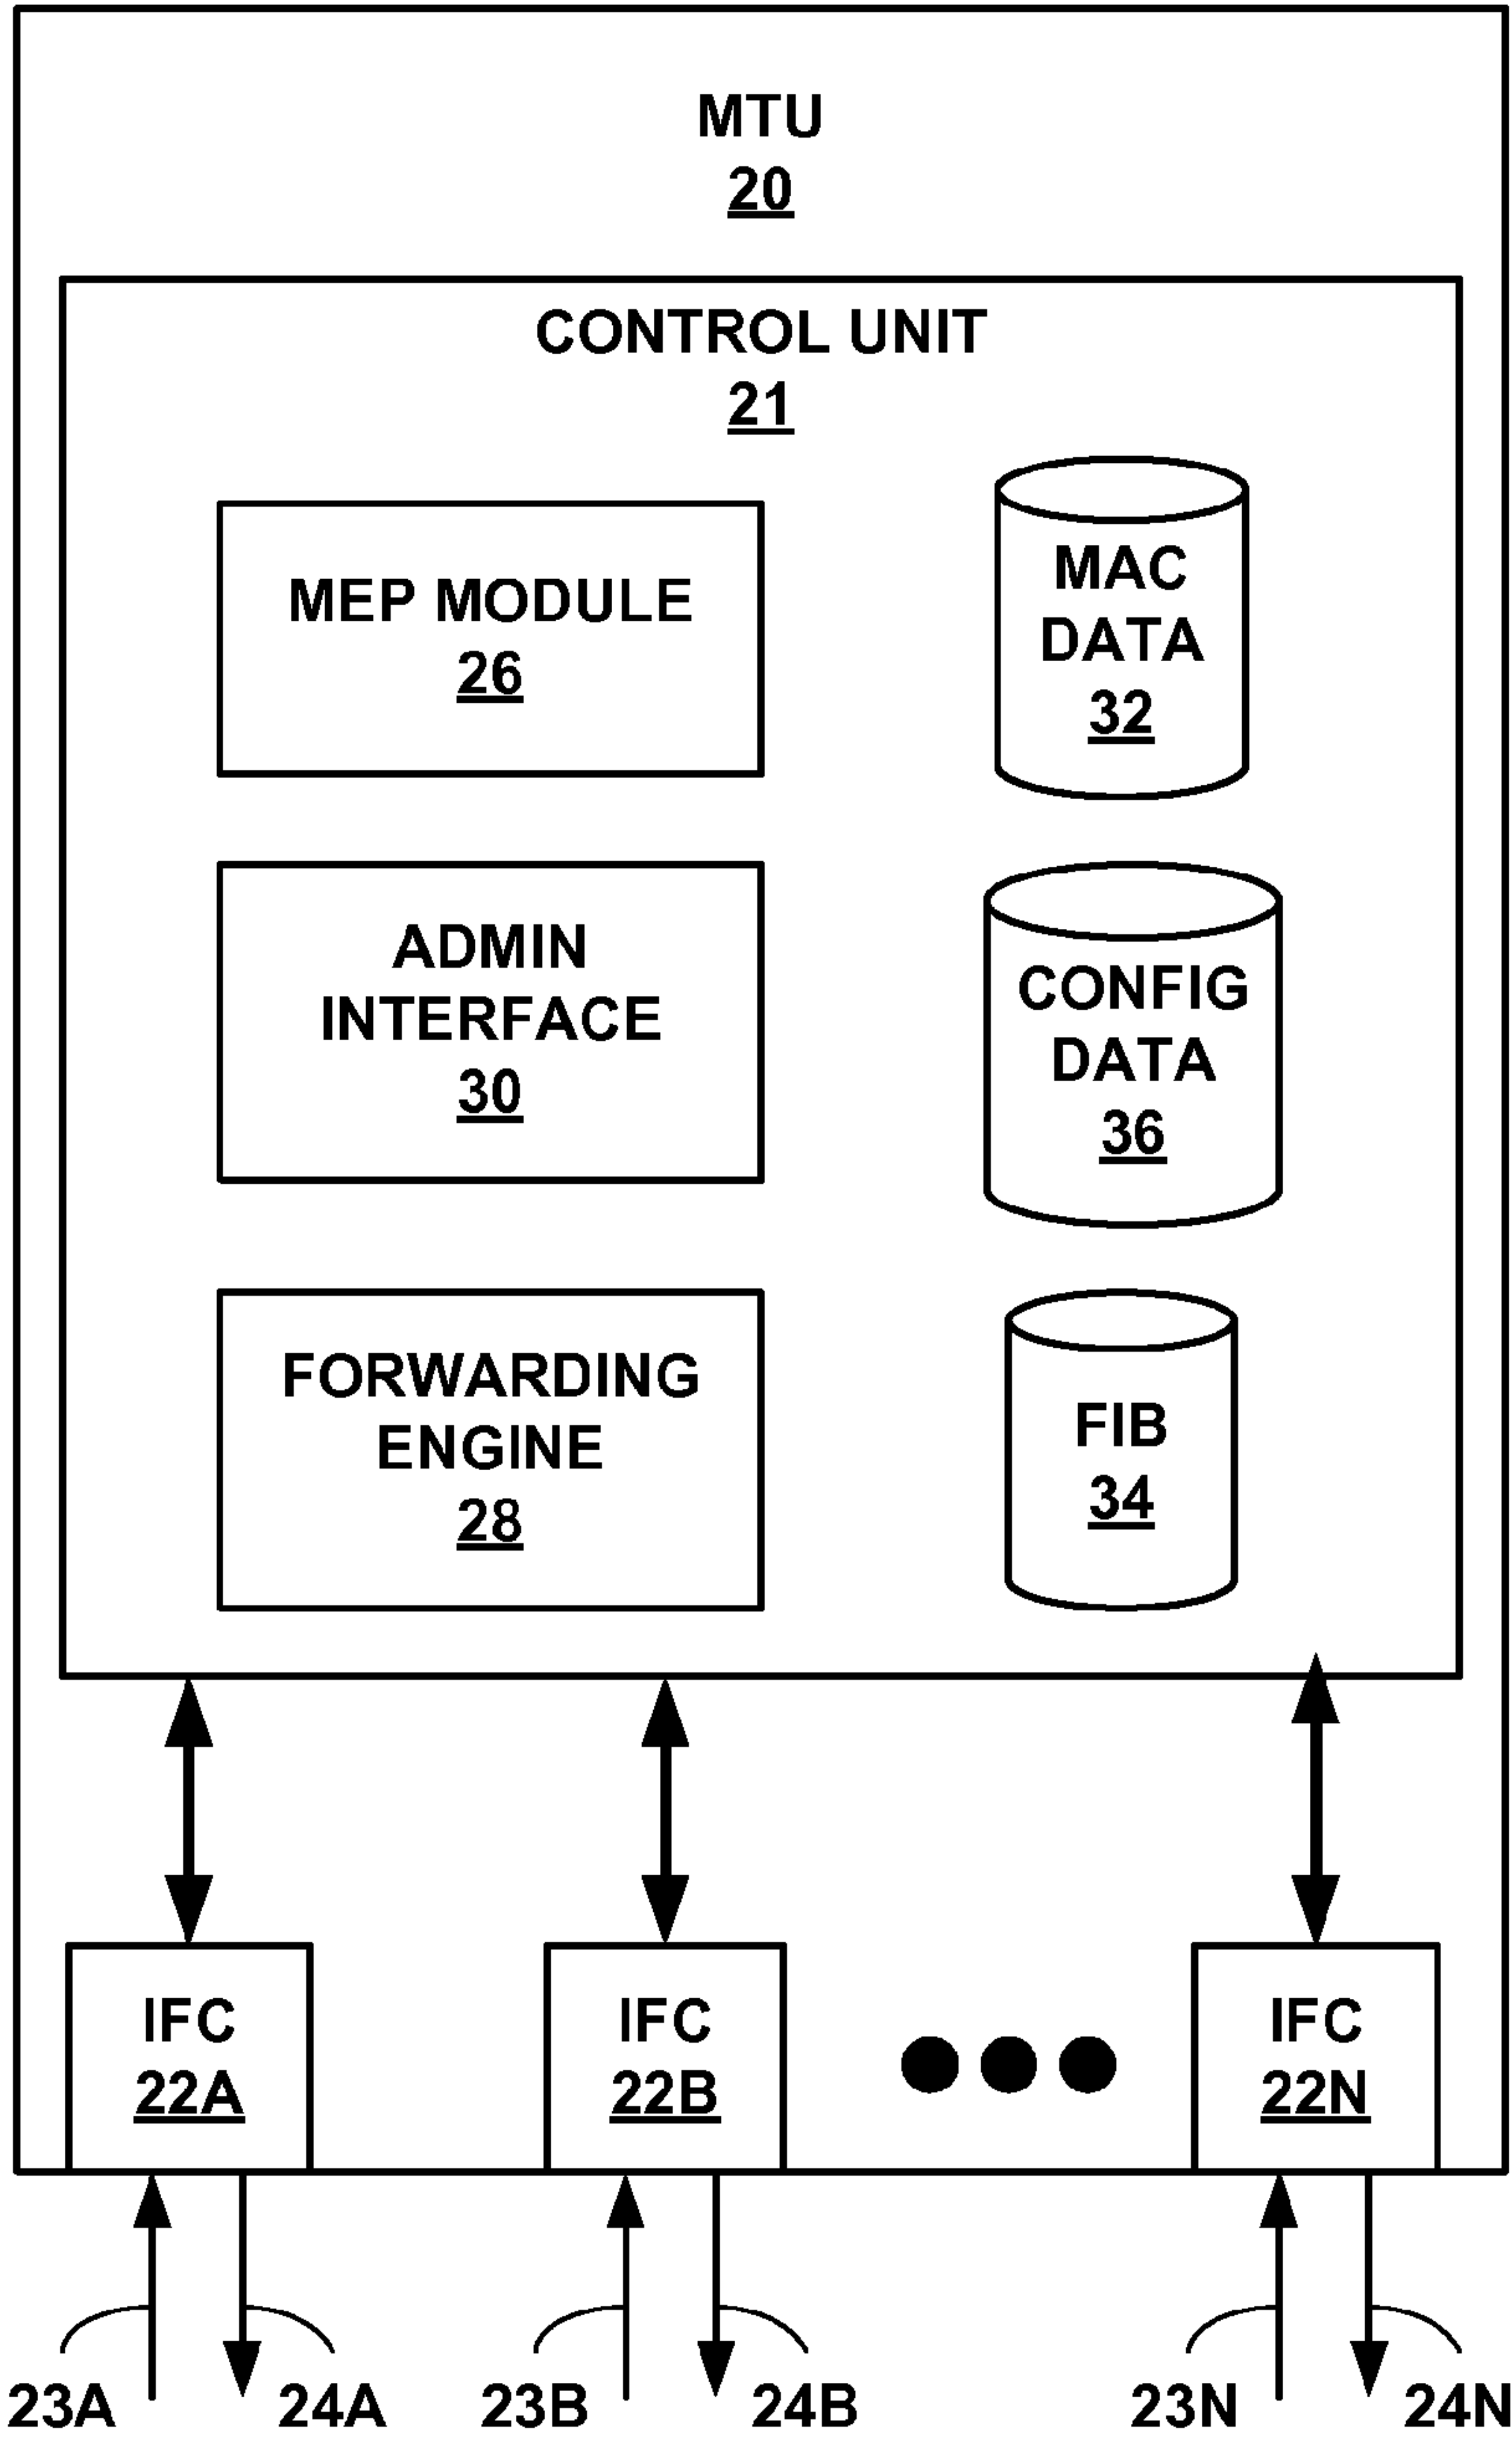 MTU
20
CONTROL UNIT
21
MEP MODULE
26
MAC
DATA
32
ADMIN
INTERFACE
30
CONFIG
DATA
36
FORWARDING
ENGINE
28
FIB
34
IFC
22A
IFC
22B
IFC
22N
23A
24A
23B
24B
23N
24N